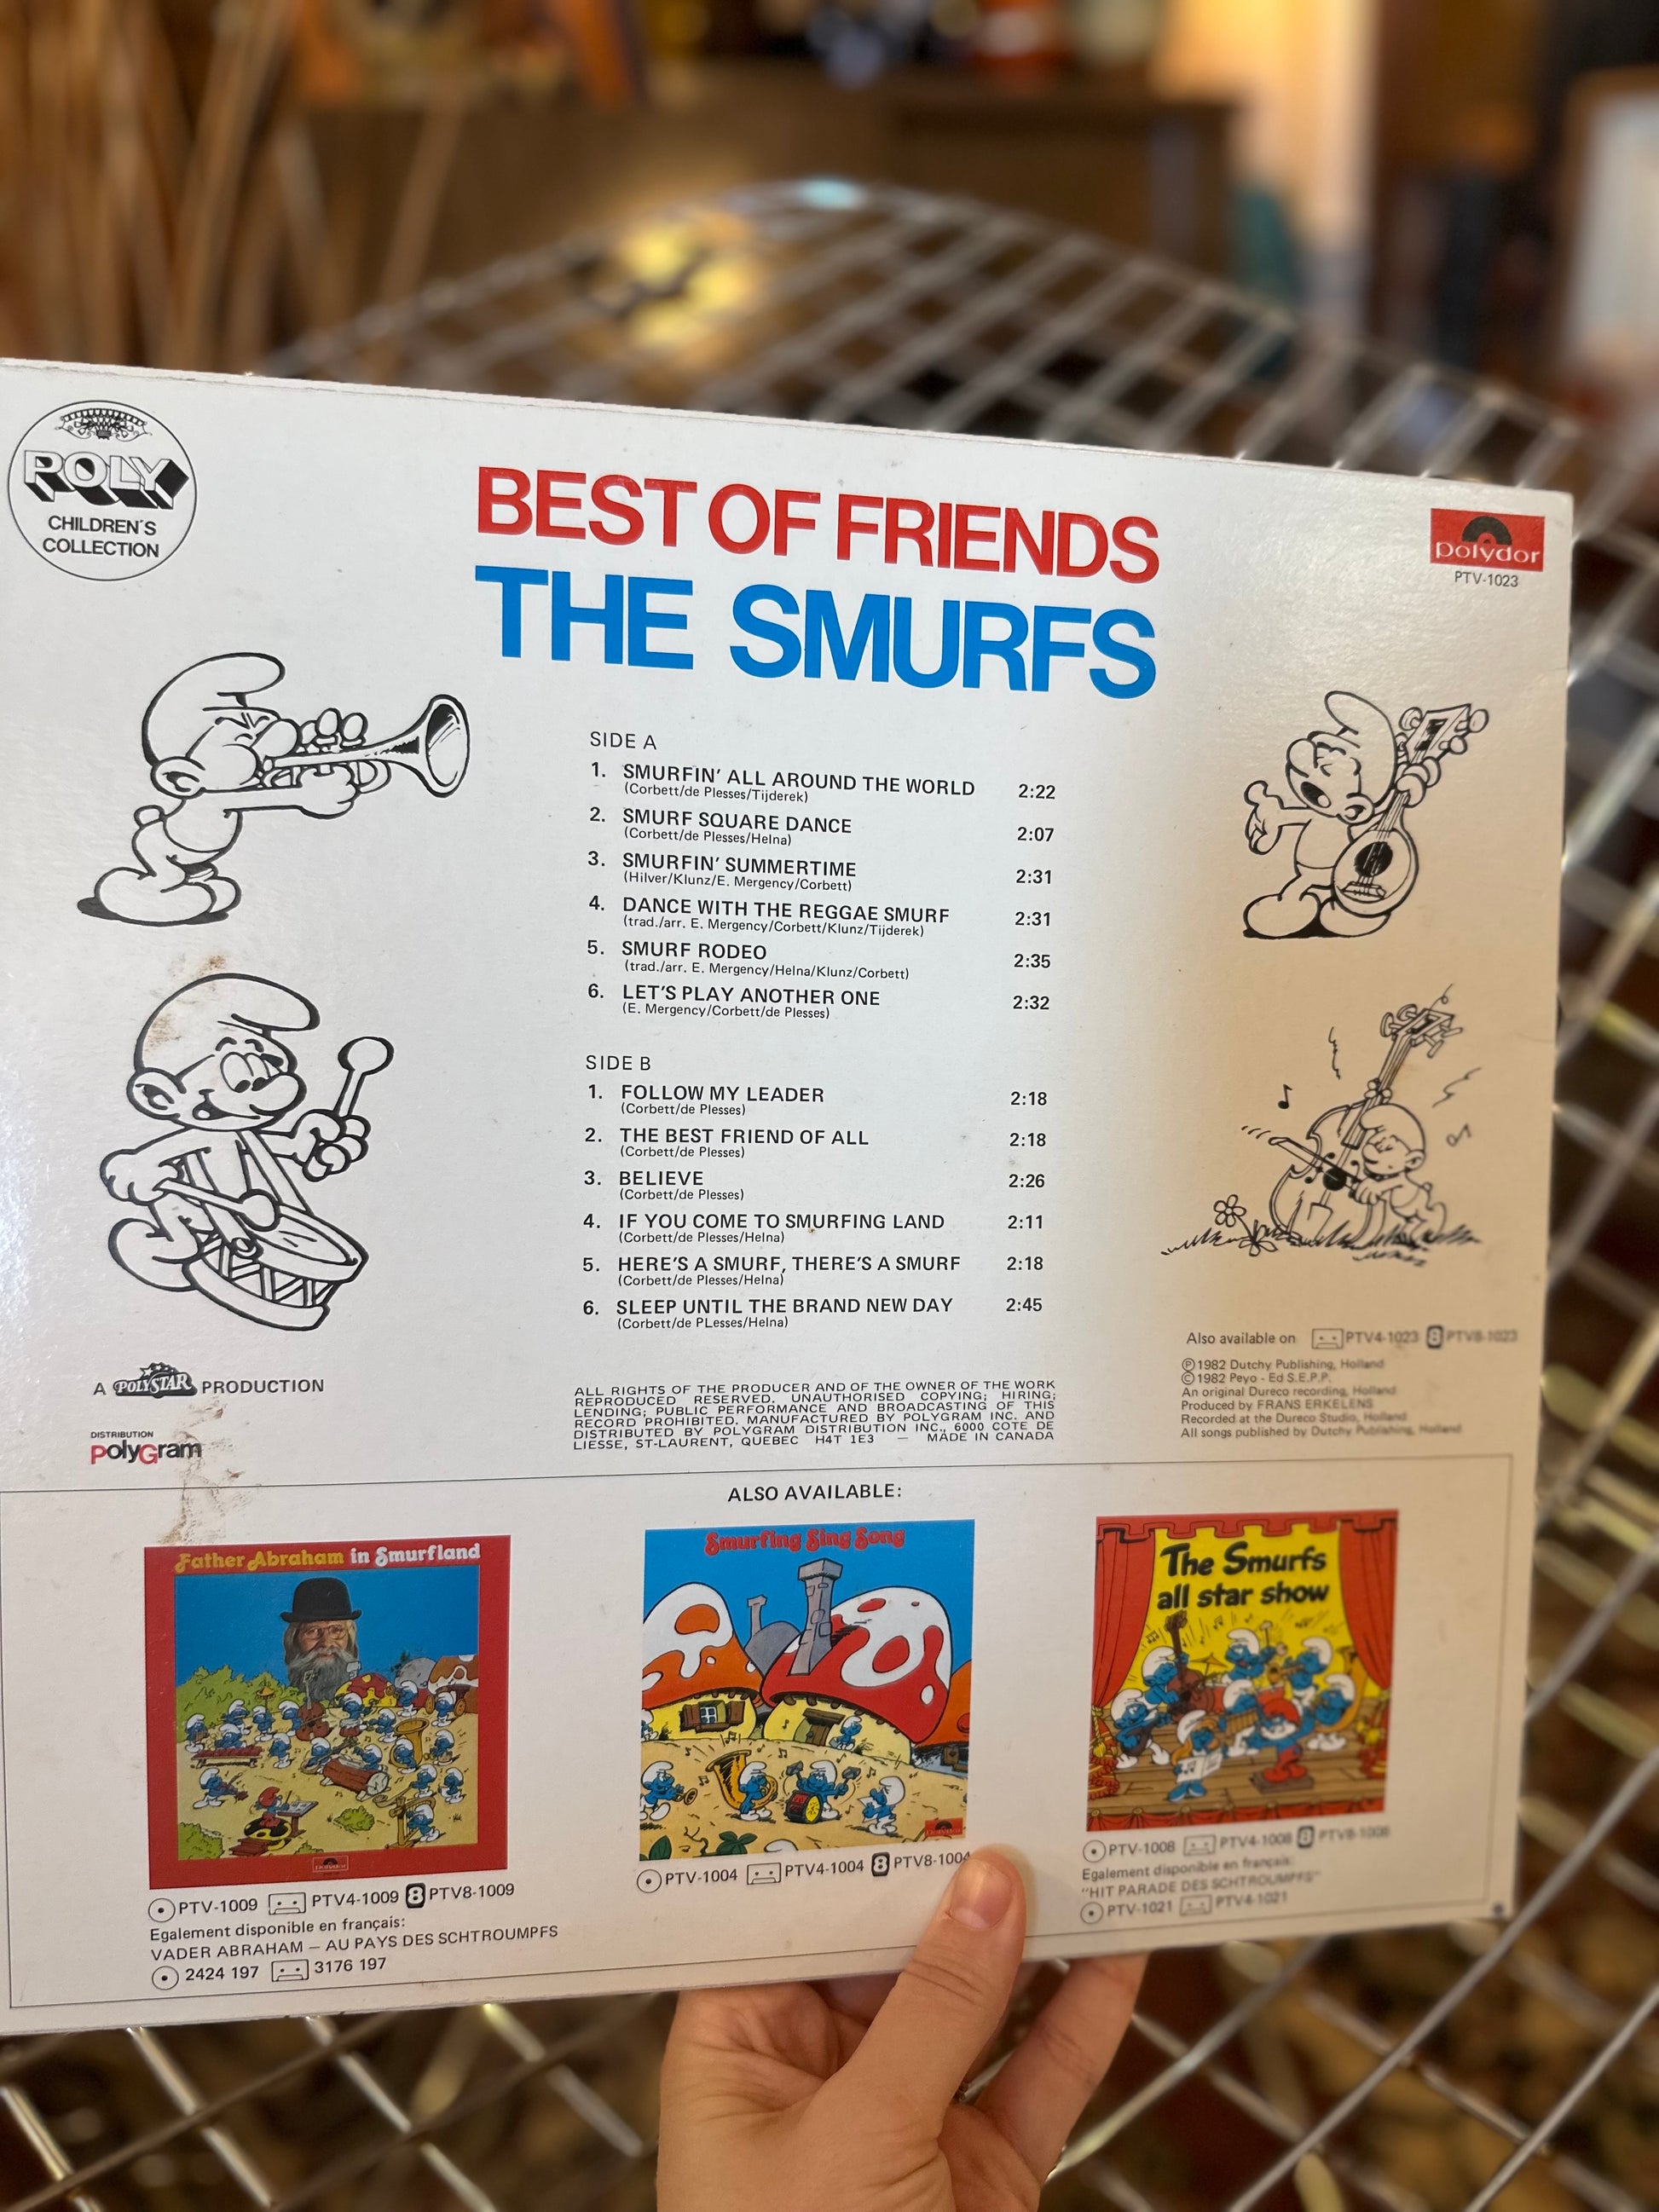 POLY
CHILDREN'S
COLLECTION
BEST OF FRIENDS
THE SMURFS
polydor
PTV-1023
SIDE A
1. SMURFIN' ALL AROUND THE WORLD 2:22
(Corbett/de Plesses/Tijderek)
2. SMURF SQUARE DANCE 2:07
(Corbett/de Plesses/Helna)
3. SMURFIN' SUMMERTIME 2:31
(Hilver/Klunz/E. Mergency/Corbett)
4. DANCE WITH THE REGGAE SMURF 2:31
(trad./arr. E. Mergency/Corbett/Klunz/Tijderek)
5. SMURF RODEO 2:35
(trad./arr. E. Mergency/Helna/Klunz/Corbett)
6. LET'S PLAY ANOTHER ONE 2:32
(E. Mergency/Corbett/de Plesses)
SIDE B
1. FOLLOW MY LEADER 2:18
(Corbett/de Plesses)
2. THE BEST FRIEND OF ALL 2:18
(Corbett/de Plesses)
3. BELIEVE 2:26
(Corbett/de Plesses)
4. IF YOU COME TO SMURFING LAND 2:11
(Corbett/de Plesses/Helna)
5. HERE'S A SMURF, THERE'S A SMURF 2:18
(Corbett/de Plesses/Helna)
6. SLEEP UNTIL THE BRAND NEW DAY 2:45
(Corbett/de PLesses/Helna)
A POLYSTAR PRODUCTION
DISTRIBUTION
polyGram
ALL RIGHTS OF THE PRODUCER AND OF THE OWNER OF THE WORK
REPRODUCED RESERVED. UNAUTHORISED COPYING; HIRING;
LENDING; PUBLIC PERFORMANCE AND BROADCASTING OF THIS
RECORD PROHIBITED. MANUFACTURED BY POLYGRAM INC. AND
DISTRIBUTED BY POLYGRAM DISTRIBUTION INC., 6000 COTE DE
LIESSE, ST-LAURENT, QUEBEC H4T 1E3 — MADE IN CANADA
Also available on PTV4-1023 8 PTV8-1023
Ⓟ1982 Dutchy Publishing, Holland
©1982 Peyo - Ed S.E.P.P.
An original Dureco recording, Holland
Produced by FRANS ERKELENS
Recorded at the Dureco Studio, Holland
All songs published by Dutchy Publishing, Holland
ALSO AVAILABLE:
Father Abraham in Smurfland
PTV-1009 PTV4-1009 8 PTV8-1009
Egalement disponible en français:
VADER ABRAHAM — AU PAYS DES SCHTROUMPFS
2424 197 3176 197
Smurfing Sing Song
PTV-1004 PTV4-1004 8 PTV8-1004
The Smurfs
all star show
PTV-1008 PTV4-1008 8 PTV8-1008
Egalement disponible en français:
"HIT PARADE DES SCHTROUMPFS"
PTV-1021 PTV4-1021